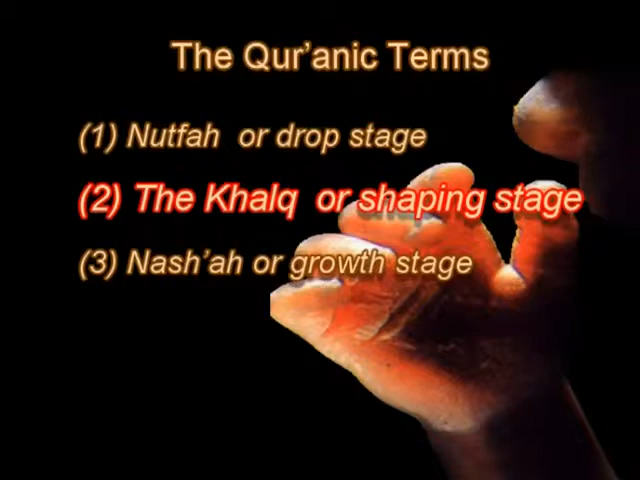 The Qur'anic Terms
(1) Nutfah or drop stage
(2) The Khalq or shaping stage
(3) Nash'ah or growth stage